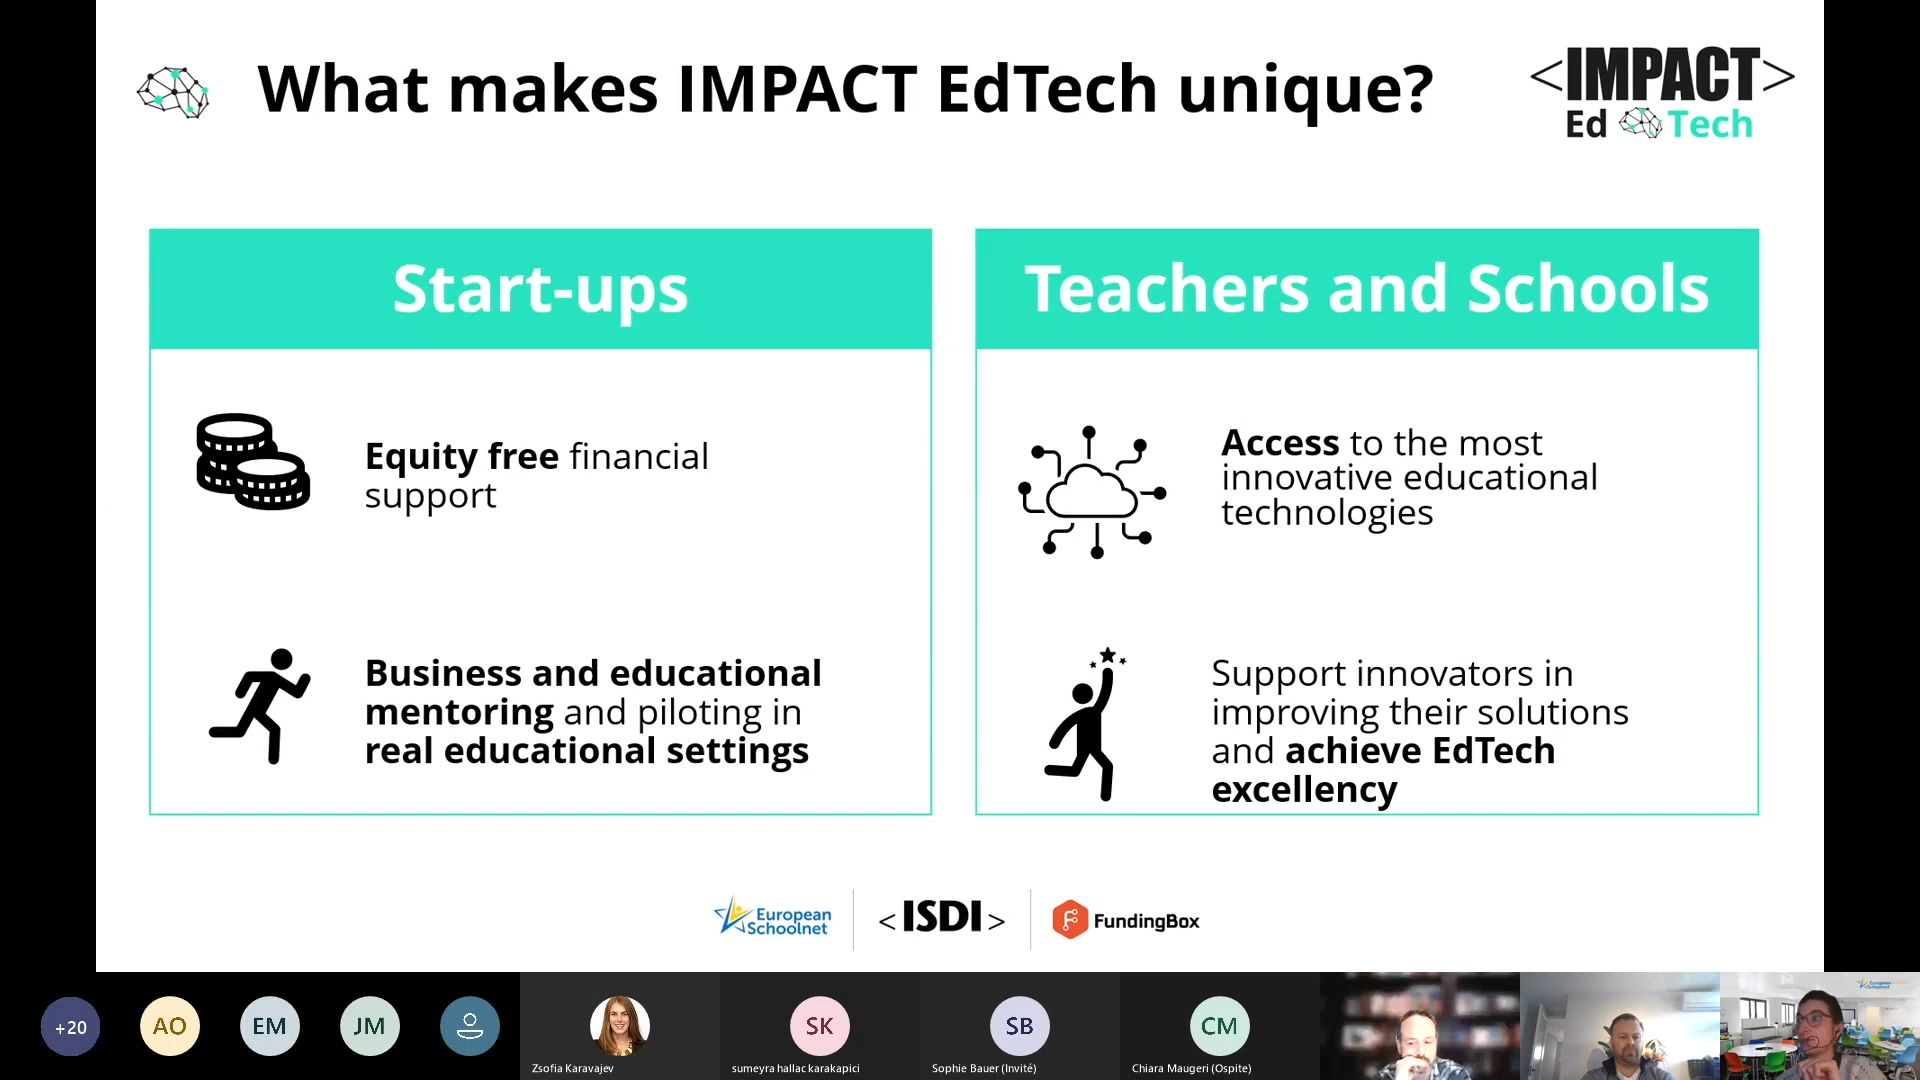 What makes IMPACT EdTech unique?
<IMPACT>
Ed Tech
Start-ups
Equity free financial
support
Business and educational
mentoring and piloting in
real educational settings
Teachers and Schools
Access to the most
innovative educational
technologies
Support innovators in
improving their solutions
and achieve EdTech
excellency
European
Schoolnet
<ISDI>
FundingBox
+20
AO
EM
JM
Zsofia Karavajev
SK
sumeyra hallac karakapici
SB
Sophie Bauer (Invité)
CM
Chiara Maugeri (Ospite)
European
Schoolnet